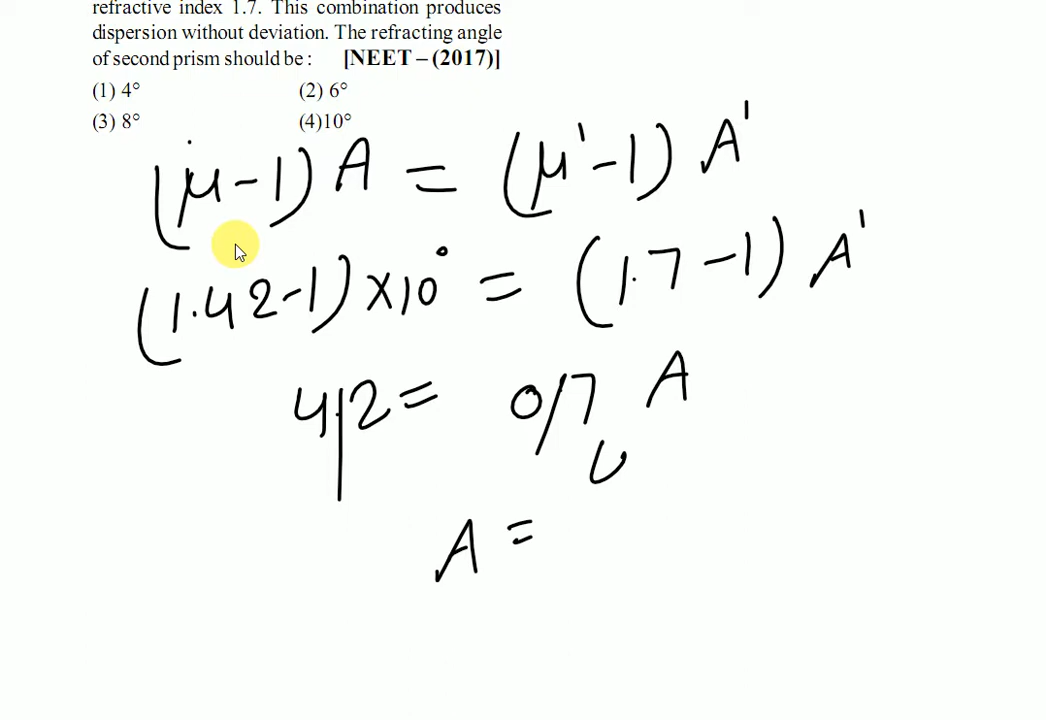 refractive index 1.7. This combination produces
dispersion without deviation. The refracting angle
of second prism should be : [NEET – (2017)]
(1) 4° (2) 6°
(3) 8° (4)10°
(μ-1) A = (μ'-1) A'
(1.42-1)×10° = (1.7-1) A'
4/2 = 0/7 A
6
A =